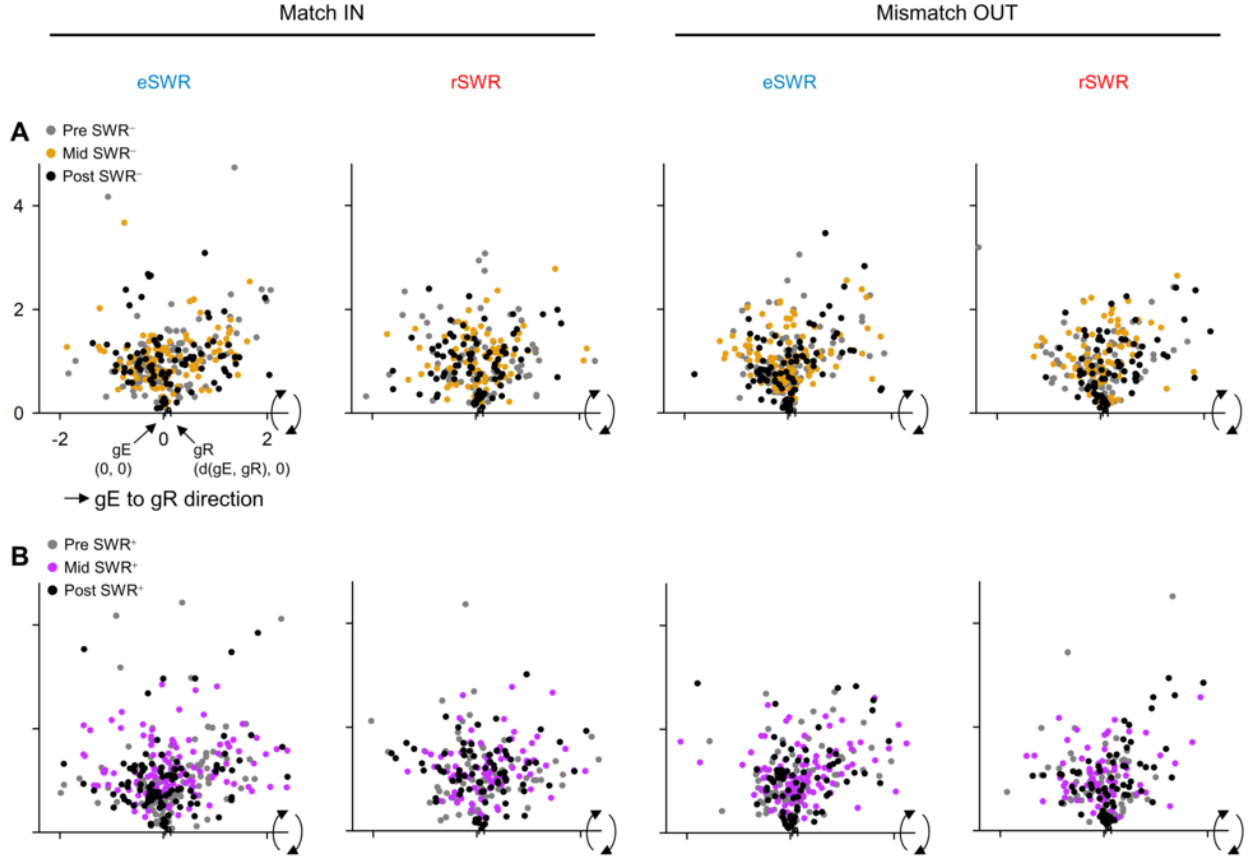 Match IN
Mismatch OUT
eSWR
rSWR
eSWR
rSWR
A
Pre SWR⁻
Mid SWR⁻
Post SWR⁻
4
2
0
-2
0
2
gE
(0, 0)
gR
(d(gE, gR), 0)
gE to gR direction
B
Pre SWR⁺
Mid SWR⁺
Post SWR⁺